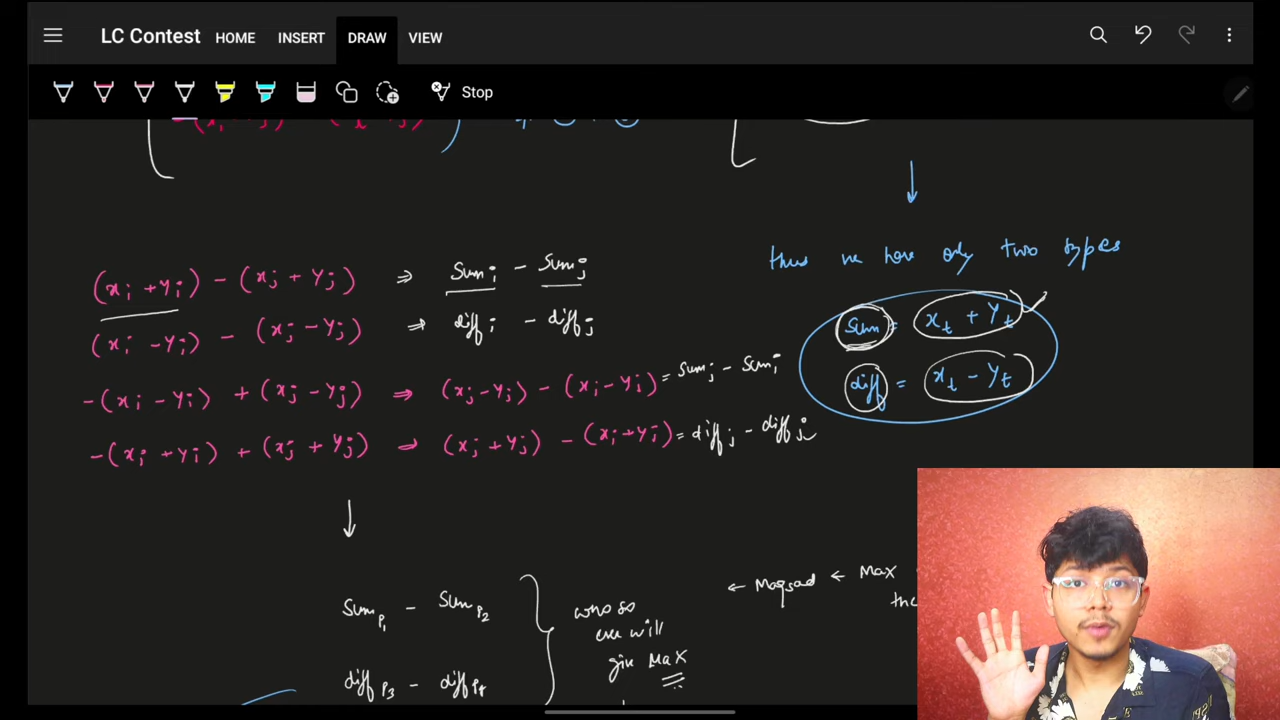 LC Contest HOME INSERT DRAW VIEW
Stop
thus we have only two types
(xi + Yi) - (xj + Yj) ⇒ Sumi - Sumj
(xi - Yi) - (xj - Yj) ⇒ diffi - diffj
-(xi - Yi) + (xj - Yj) ⇒ (xj - Yj) - (xi - Yi) = sumj - sumi
-(xi + Yi) + (xj + Yj) → (xj + Yj) - (xi + Yi) = diffj - diffi
sum = xt + Yt
diff = xt - Yt
SumP1 - SumP2
diffP3 - diffP4
who so
ever will
give Max
← Maqsad ← Max
the